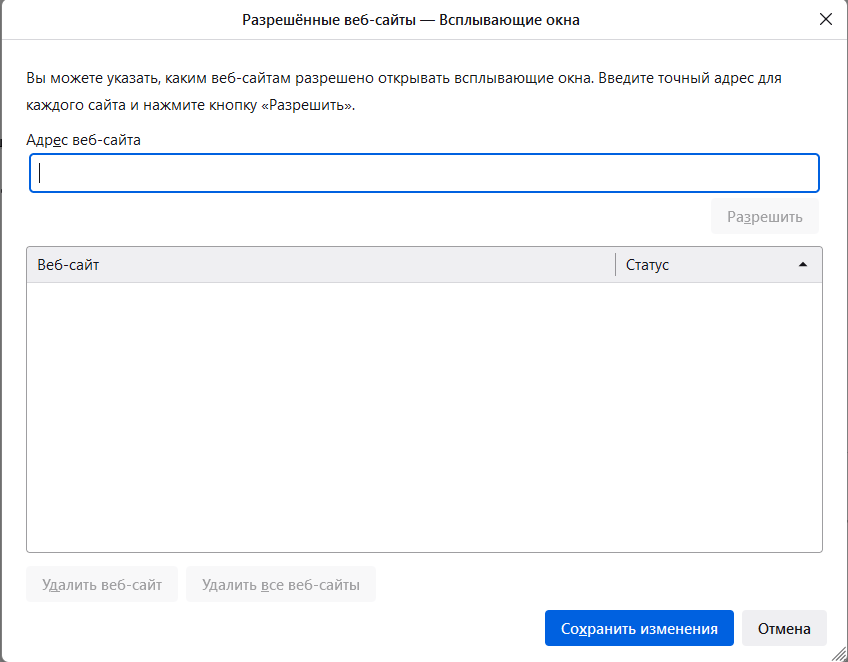 Разрешённые веб-сайты — Всплывающие окна
Вы можете указать, каким веб-сайтам разрешено открывать всплывающие окна. Введите точный адрес для
каждого сайта и нажмите кнопку «Разрешить».
Адрес веб-сайта
Разрешить
Веб-сайт Статус
Удалить веб-сайт Удалить все веб-сайты
Сохранить изменения Отмена